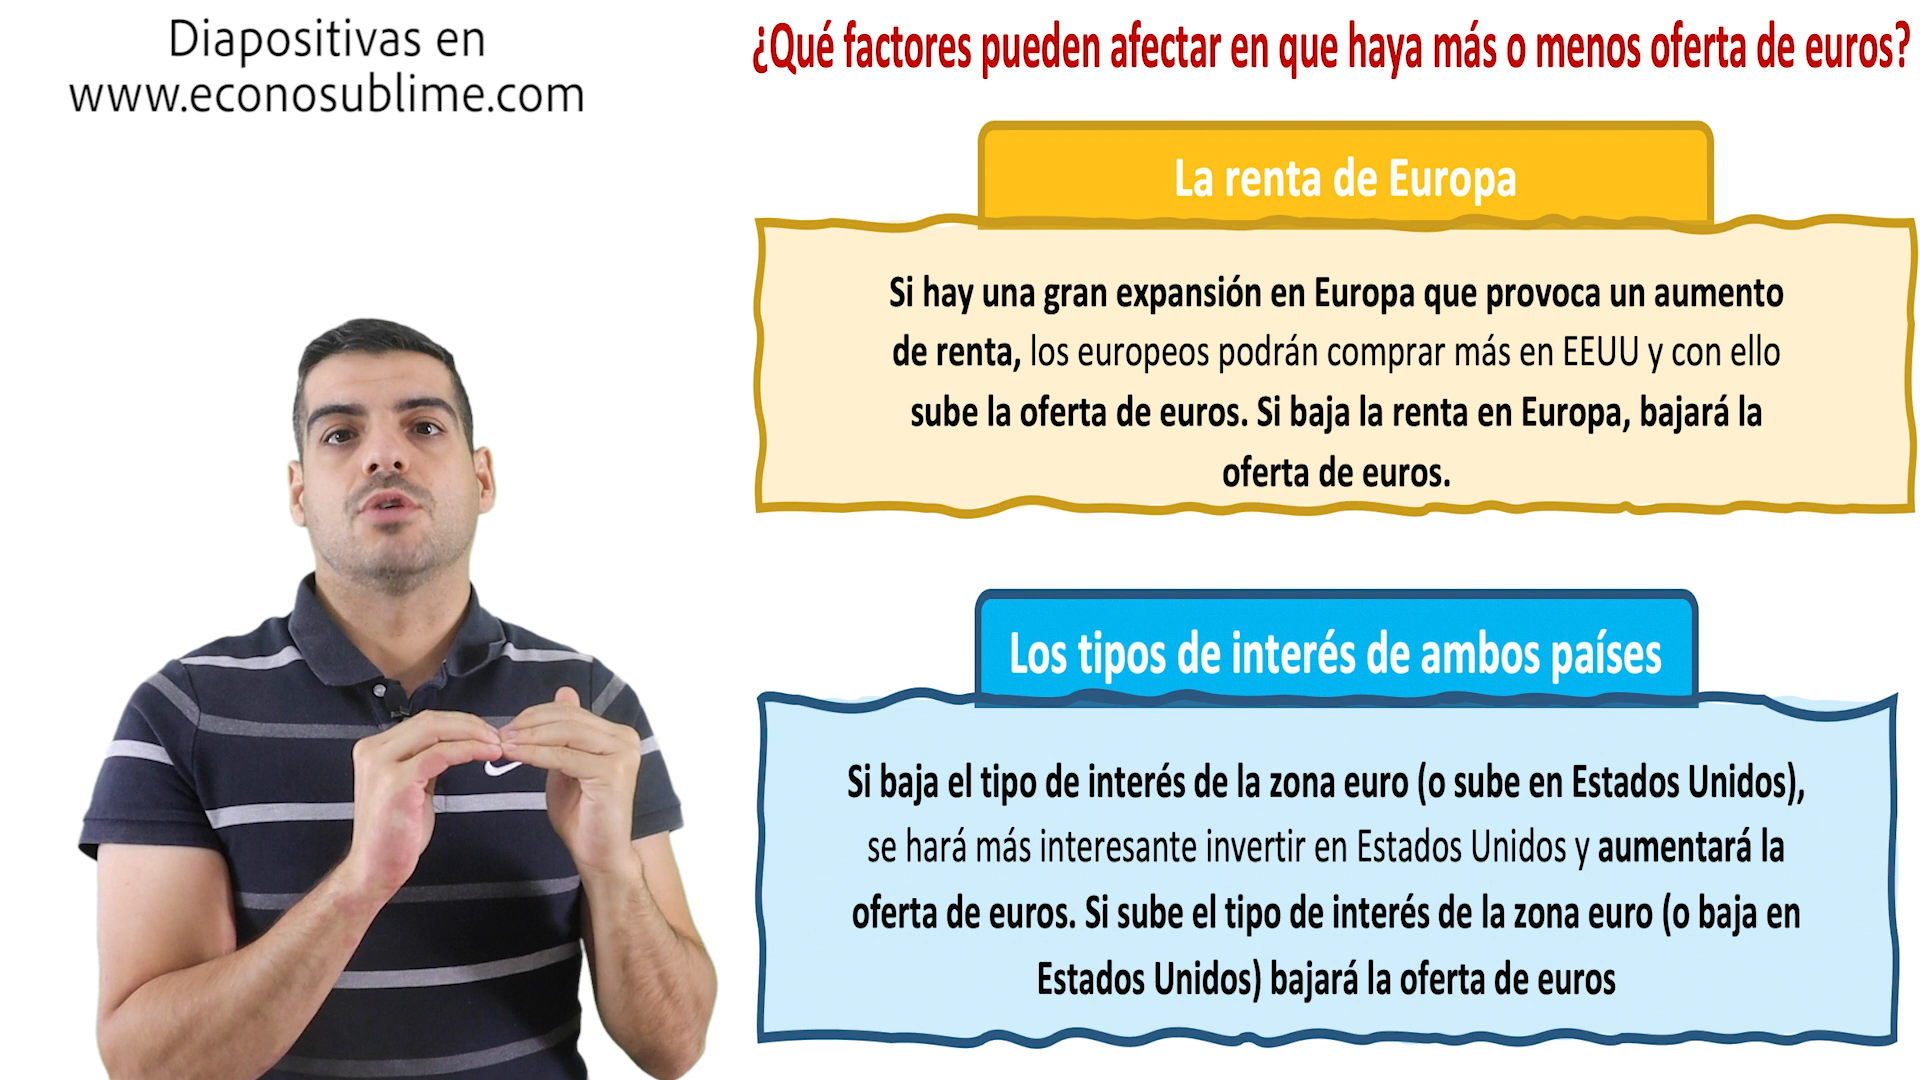 Diapositivas en
www.econosublime.com
¿Qué factores pueden afectar en que haya más o menos oferta de euros?
La renta de Europa
Si hay una gran expansión en Europa que provoca un aumento
de renta, los europeos podrán comprar más en EEUU y con ello
sube la oferta de euros. Si baja la renta en Europa, bajará la
oferta de euros.
Los tipos de interés de ambos países
Si baja el tipo de interés de la zona euro (o sube en Estados Unidos),
se hará más interesante invertir en Estados Unidos y aumentará la
oferta de euros. Si sube el tipo de interés de la zona euro (o baja en
Estados Unidos) bajará la oferta de euros